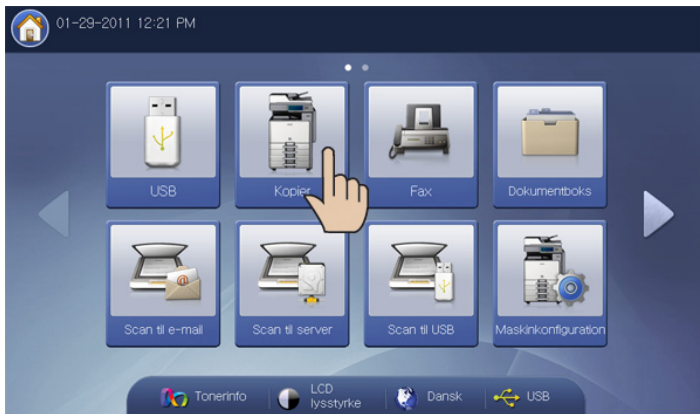 01-29-2011 12:21 PM
USB
Kopier
Fax
Dokumentboks
Scan til e-mail
Scan til server
Scan til USB
Maskinkonfiguration
Tonerinfo
LCD
lysstyrke
Dansk
USB